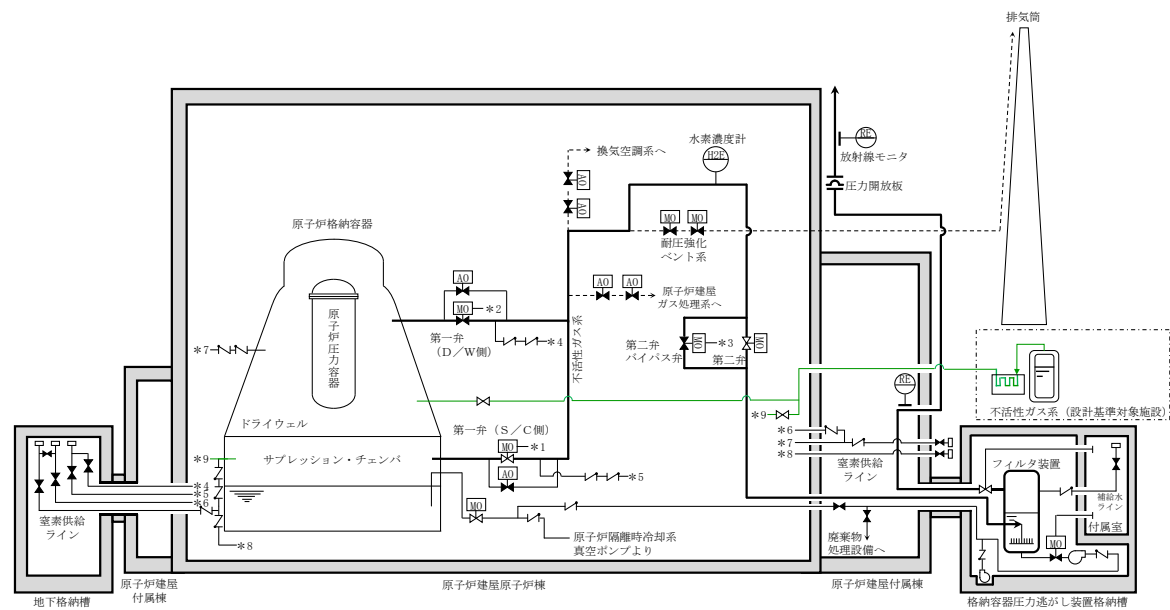 排気筒
水素濃度計
H2E
RE
放射線モニタ
換気空調系へ
AO
AO
圧力開放板
原子炉格納容器
MO
MO
耐圧強化
ベント系
AO
MO
*2
AO
AO
原子炉建屋
ガス処理系へ
原子炉圧力容器
第一弁
(D/W側)
*4
不活性ガス系
第二弁
バイパス弁
MO
*3
第二弁
MO
*7
RE
不活性ガス系(設計基準対象施設)
ドライウェル
*9
第一弁(S/C側)
MO
*1
*6
*7
*8
窒素供給
ライン
*9
サプレッション・チェンバ
AO
*5
フィルタ装置
*4
*5
*6
窒素供給
ライン
補給水
ライン
付属室
MO
MO
*8
原子炉隔離時冷却系
真空ポンプより
廃棄物
処理設備へ
原子炉建屋
付属棟
原子炉建屋原子炉棟
原子炉建屋付属棟
地下格納槽
格納容器圧力逃がし装置格納槽